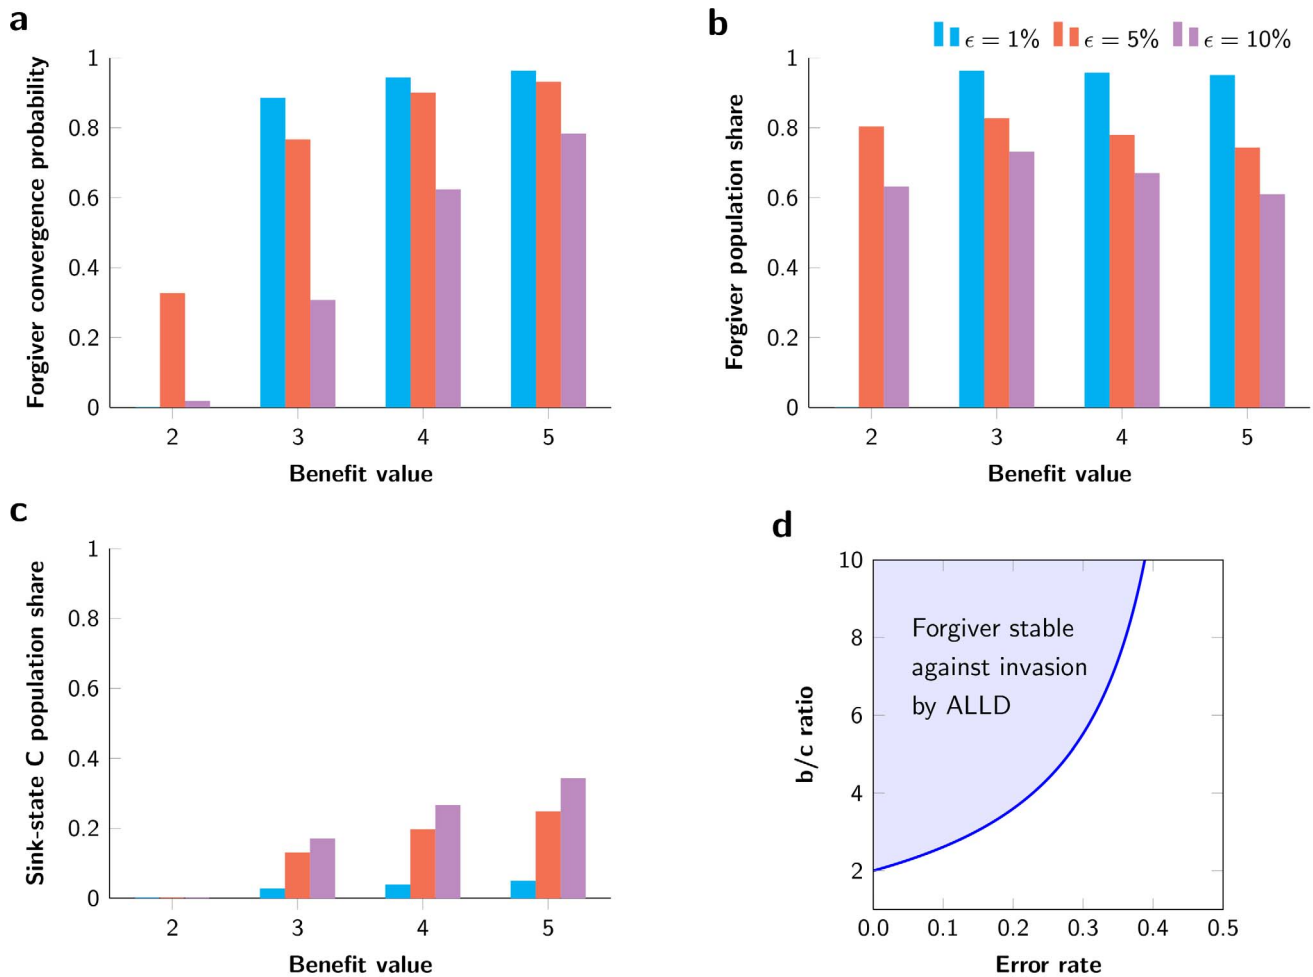 a
Forgiver convergence probability
1
0.8
0.6
0.4
0.2
0
2 3 4 5
Benefit value
b
ϵ = 1% ϵ = 5% ϵ = 10%
Forgiver population share
1
0.8
0.6
0.4
0.2
0
2 3 4 5
Benefit value
c
Sink-state C population share
1
0.8
0.6
0.4
0.2
0
2 3 4 5
Benefit value
d
b/c ratio
10
8
6
4
2
Forgiver stable
against invasion
by ALLD
0.0 0.1 0.2 0.3 0.4 0.5
Error rate